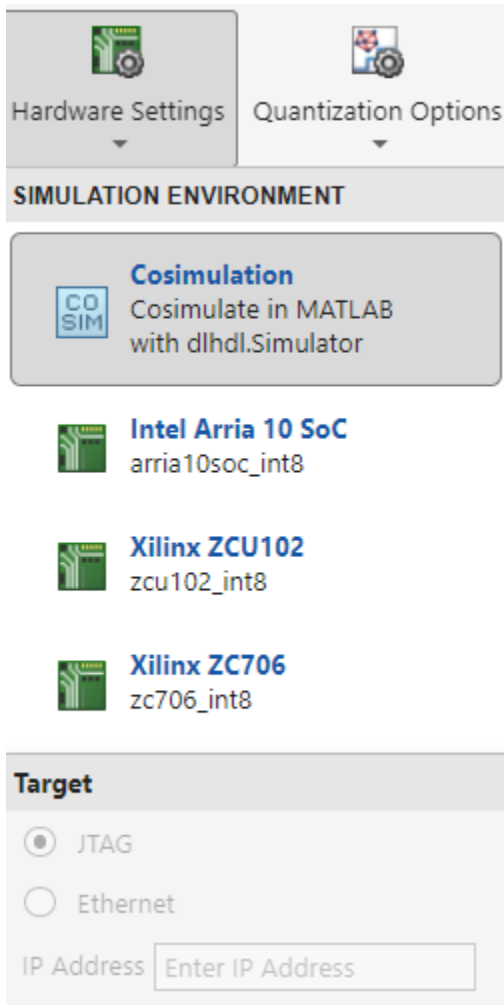 Hardware Settings
Quantization Options
SIMULATION ENVIRONMENT
CO
SIM
Cosimulation
Cosimulate in MATLAB
with dlhdl.Simulator
Intel Arria 10 SoC
arria10soc_int8
Xilinx ZCU102
zcu102_int8
Xilinx ZC706
zc706_int8
Target
JTAG
Ethernet
IP Address Enter IP Address